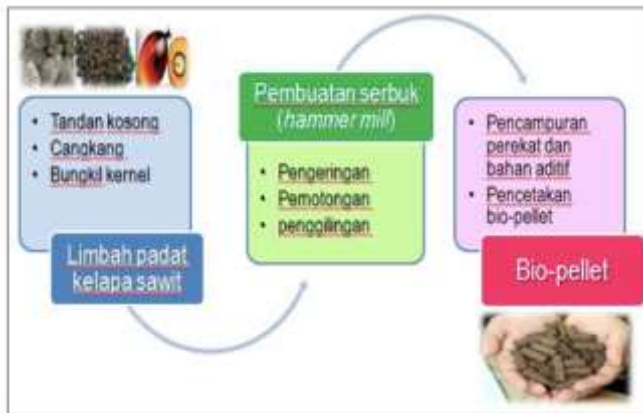 Tandan kosong
Cangkang
Bungkil kernel
Limbah padat
kelapa sawit
Pembuatan serbuk
(hammer mill)
Pengeringan
Pemotongan
penggilingan
Pencampuran
perekat dan
bahan aditif
Pencetakan
bio-pellet
Bio-pellet